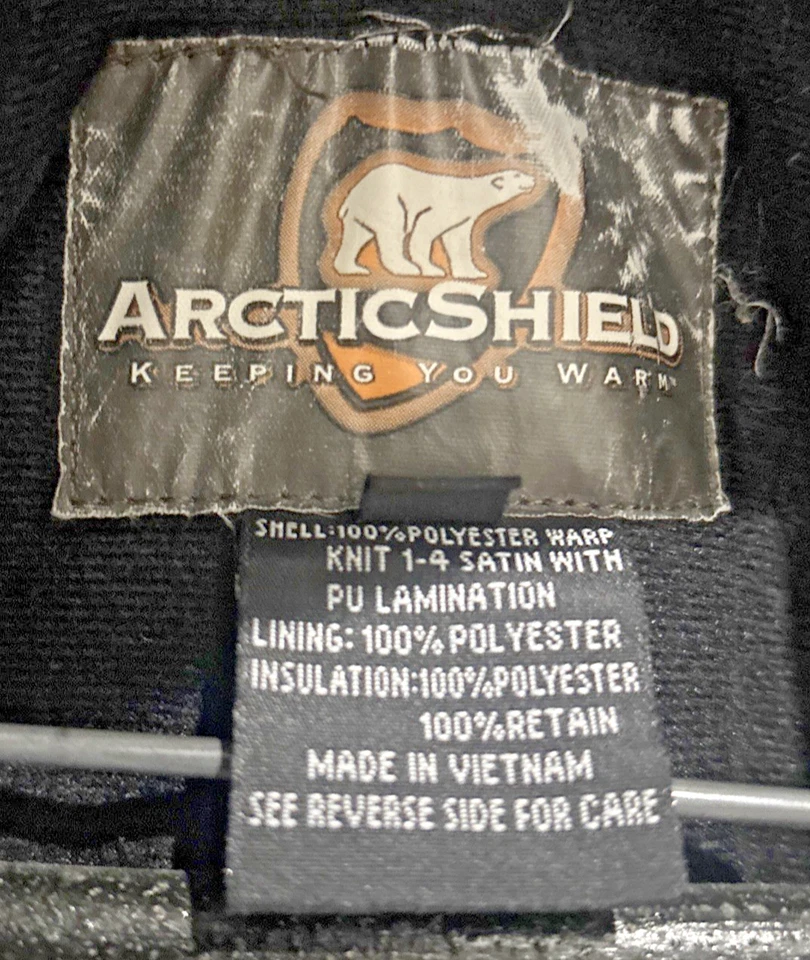 ARCTICSHIELD
KEEPING YOU WARM™
SHELL:100%POLYESTER WARP
KNIT 1-4 SATIN WITH
PU LAMINATION
LINING: 100% POLYESTER
INSULATION:100%POLYESTER
100%RETAIN
MADE IN VIETNAM
SEE REVERSE SIDE FOR CARE